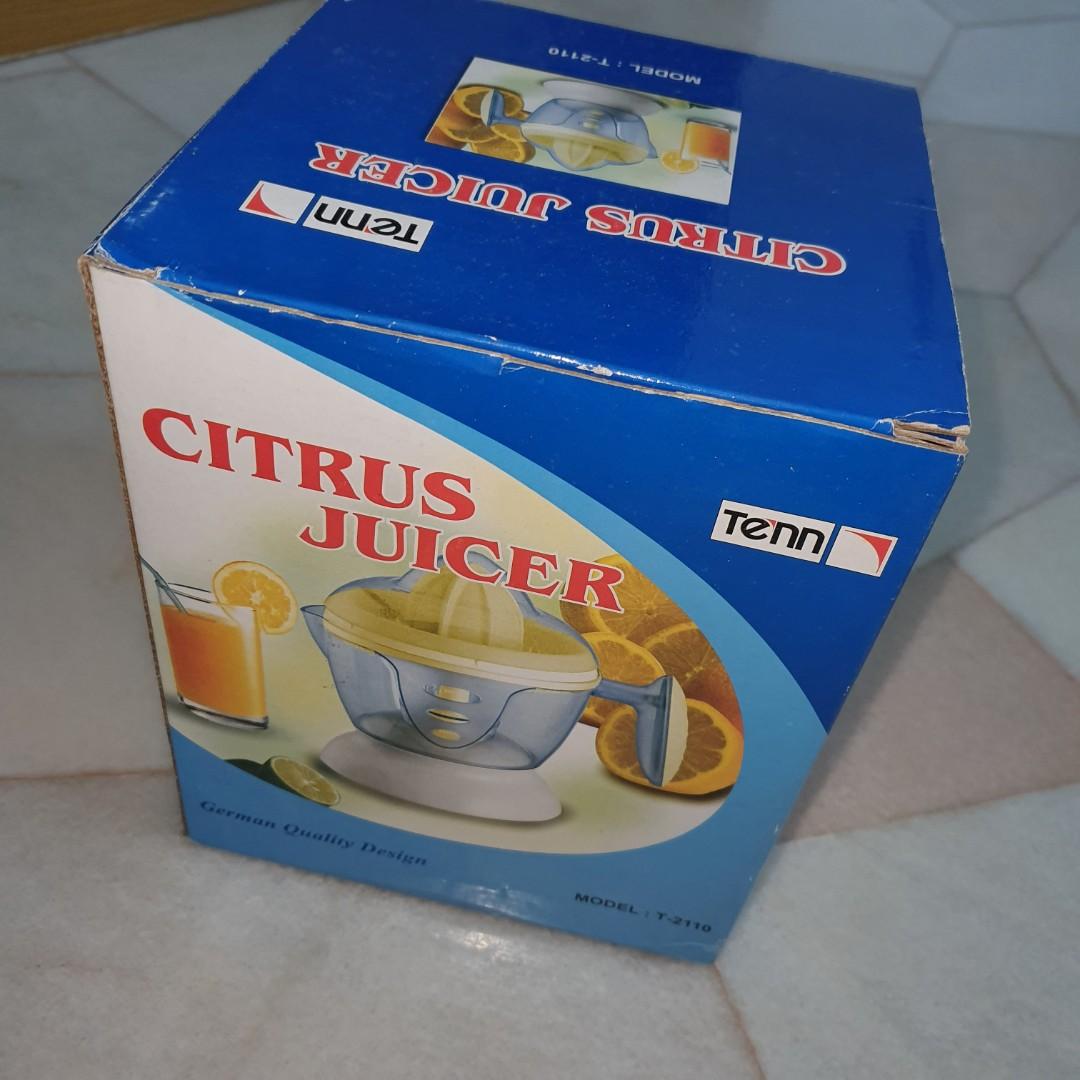 MODEL : T-2110
CITRUS JUICER
Tenn
CITRUS
JUICER
Tenn
German Quality Design
MODEL : T-2110